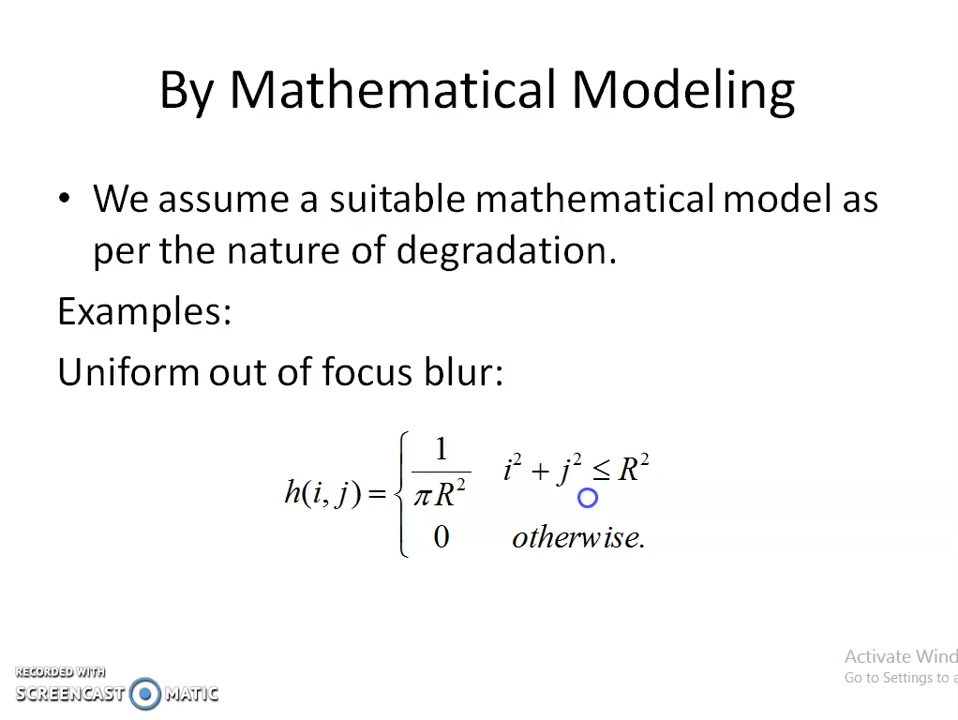 By Mathematical Modeling
• We assume a suitable mathematical model as
per the nature of degradation.
Examples:
Uniform out of focus blur:
h(i, j) = { 1/(πR²)   i² + j² ≤ R²
0   otherwise.
Activate Wind
Go to Settings to a
RECORDED WITH
SCREENCAST MATIC